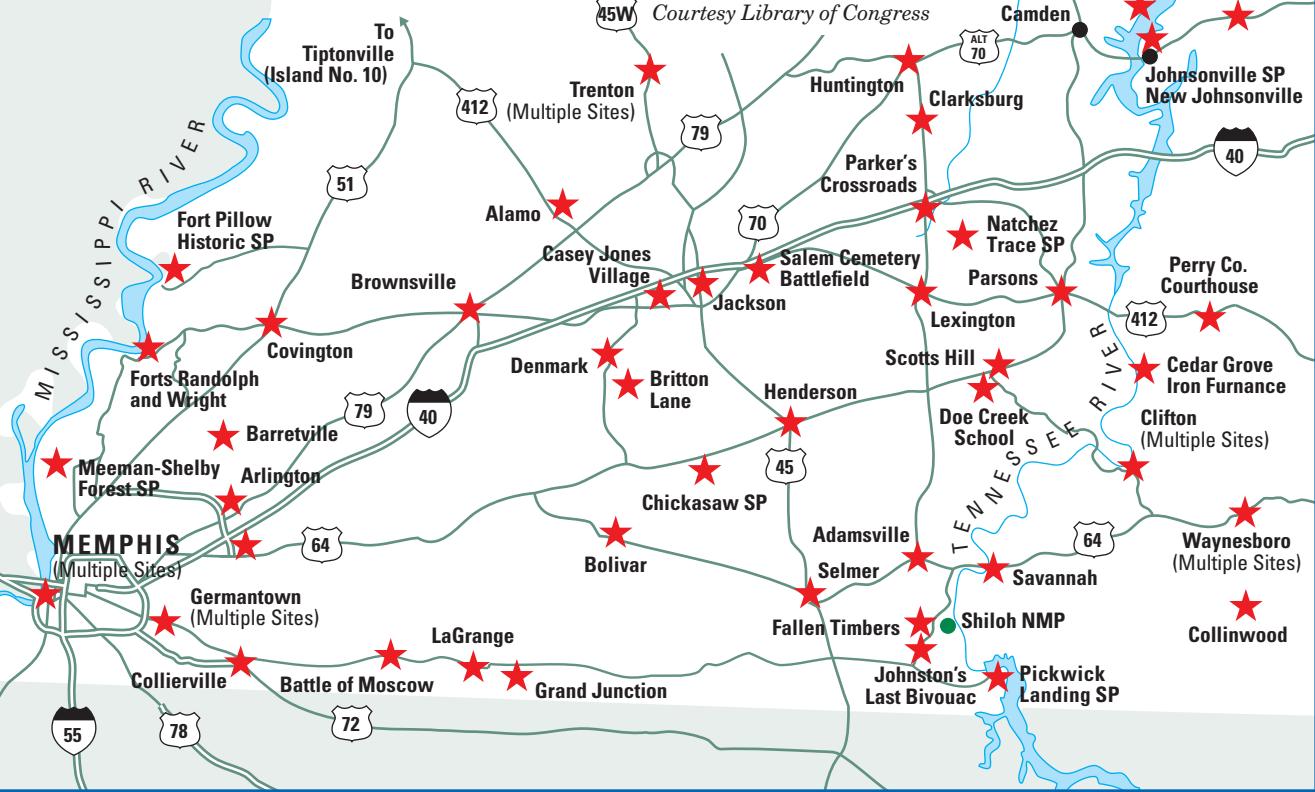 45W
Courtesy Library of Congress
Camden
To
Tiptonville
(Island No. 10)
ALT
70
Trenton
(Multiple Sites)
Huntington
Johnsonville SP
New Johnsonville
412
Clarksburg
79
40
51
Parker's
Crossroads
MISSISSIPPI RIVER
Fort Pillow
Historic SP
Alamo
70
Natchez
Trace SP
Casey Jones
Village
Salem Cemetery
Battlefield
Perry Co.
Courthouse
Brownsville
Parsons
Jackson
412
Lexington
Covington
Denmark
Scotts Hill
Forts Randolph
and Wright
Britton
Lane
Cedar Grove
Iron Furnance
Henderson
79
40
Doe Creek
School
Clifton
(Multiple Sites)
Barretville
TENNESSEE RIVER
Meeman-Shelby
Forest SP
Arlington
45
Chickasaw SP
MEMPHIS
(Multiple Sites)
64
Bolivar
Adamsville
64
Waynesboro
(Multiple Sites)
Selmer
Savannah
Germantown
(Multiple Sites)
Fallen Timbers
Shiloh NMP
Collinwood
LaGrange
Collierville
Battle of Moscow
Grand Junction
Johnston's
Last Bivouac
Pickwick
Landing SP
55
78
72